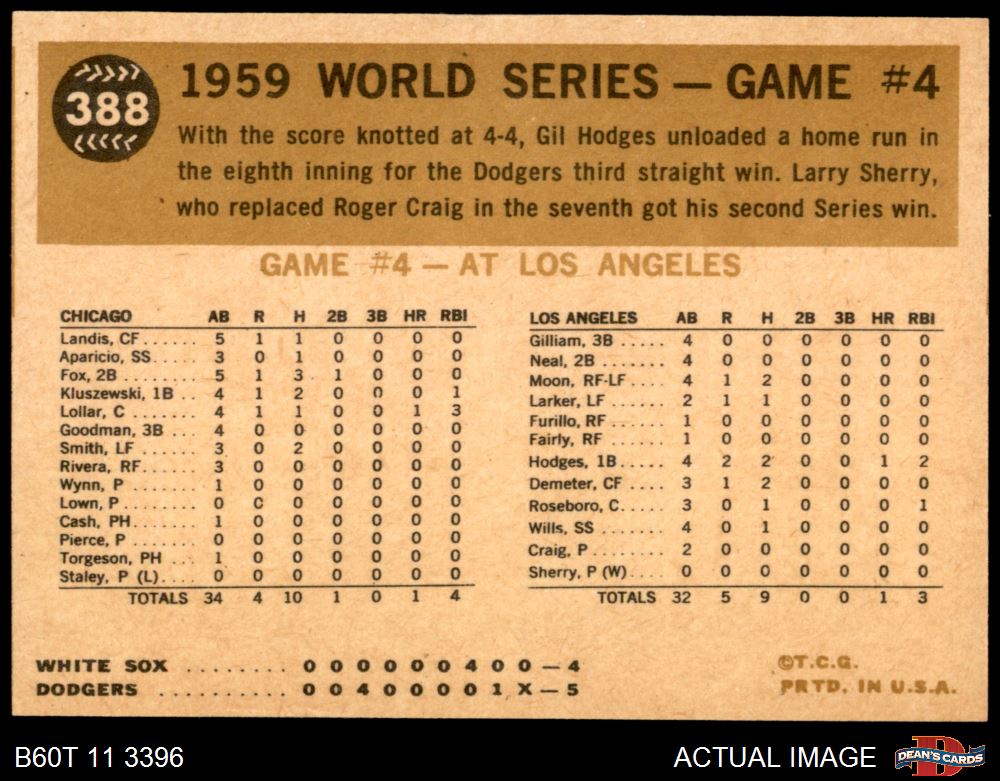 388
1959 WORLD SERIES — GAME #4
With the score knotted at 4-4, Gil Hodges unloaded a home run in
the eighth inning for the Dodgers third straight win. Larry Sherry,
who replaced Roger Craig in the seventh got his second Series win.
GAME #4 — AT LOS ANGELES
CHICAGO AB R H 2B 3B HR RBI
Landis, CF...... 5 1 1 0 0 0 0
Aparicio, SS..... 3 0 1 0 0 0 0
Fox, 2B ......... 5 1 3 1 0 0 0
Kluszewski, 1B .. 4 1 2 0 0 0 1
Lollar, C ....... 4 1 1 0 0 1 3
Goodman, 3B ... 4 0 0 0 0 0 0
Smith, LF ....... 3 0 2 0 0 0 0
Rivera, RF...... 3 0 0 0 0 0 0
Wynn, P ........ 1 0 0 0 0 0 0
Lown, P......... 0 0 0 0 0 0 0
Cash, PH....... 1 0 0 0 0 0 0
Pierce, P ....... 0 0 0 0 0 0 0
Torgeson, PH ... 1 0 0 0 0 0 0
Staley, P (L).... 0 0 0 0 0 0 0
TOTALS 34 4 10 1 0 1 4
LOS ANGELES AB R H 2B 3B HR RBI
Gilliam, 3B ..... 4 0 0 0 0 0 0
Neal, 2B ........ 4 0 0 0 0 0 0
Moon, RF-LF .... 4 1 2 0 0 0 0
Larker, LF ...... 2 1 1 0 0 0 0
Furillo, RF ...... 1 0 0 0 0 0 0
Fairly, RF ...... 1 0 0 0 0 0 0
Hodges, 1B..... 4 2 2 0 0 1 2
Demeter, CF .... 3 1 2 0 0 0 0
Roseboro, C..... 3 0 1 0 0 0 1
Wills, SS ....... 4 0 1 0 0 0 0
Craig, P ........ 2 0 0 0 0 0 0
Sherry, P (W).... 0 0 0 0 0 0 0
TOTALS 32 5 9 0 0 1 3
WHITE SOX ........ 0 0 0 0 0 0 4 0 0 — 4
DODGERS .......... 0 0 4 0 0 0 0 1 X — 5
©T.C.G.
PRTD. IN U.S.A.
B60T 11 3396
ACTUAL IMAGE
D
DEAN'S CARDS